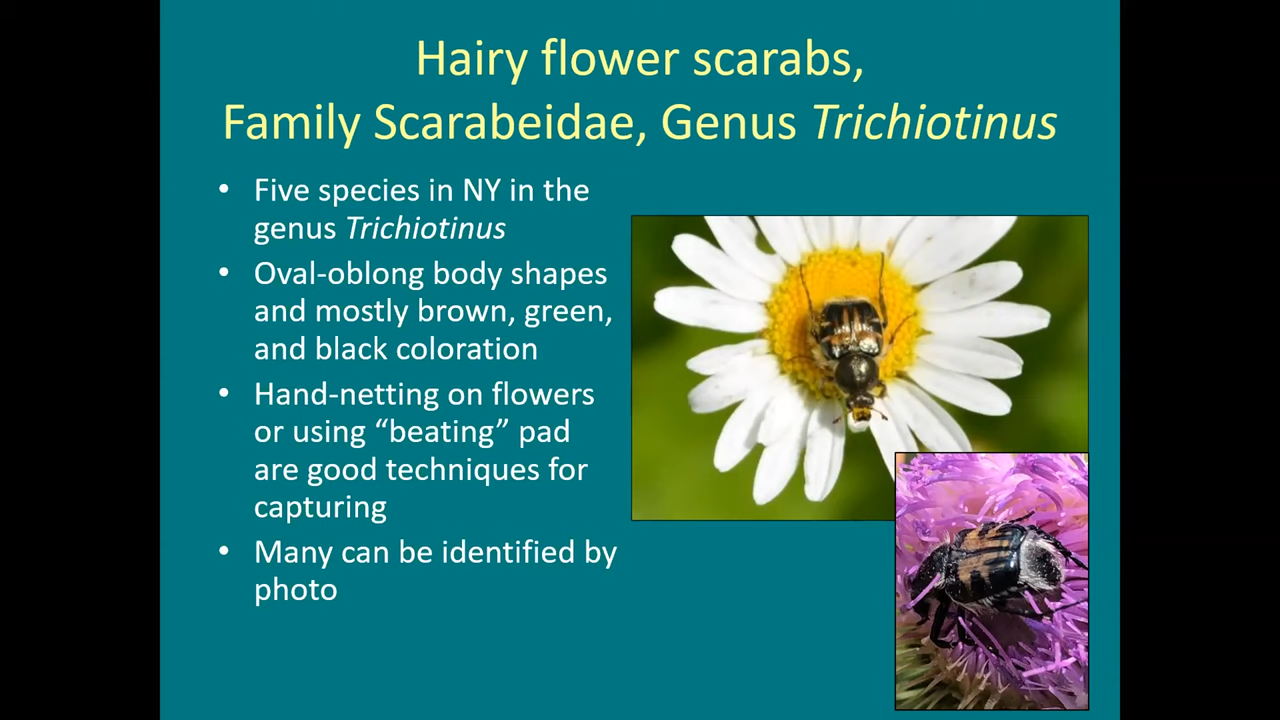 Hairy flower scarabs,
Family Scarabeidae, Genus Trichiotinus
• Five species in NY in the
genus Trichiotinus
• Oval-oblong body shapes
and mostly brown, green,
and black coloration
• Hand-netting on flowers
or using “beating” pad
are good techniques for
capturing
• Many can be identified by
photo